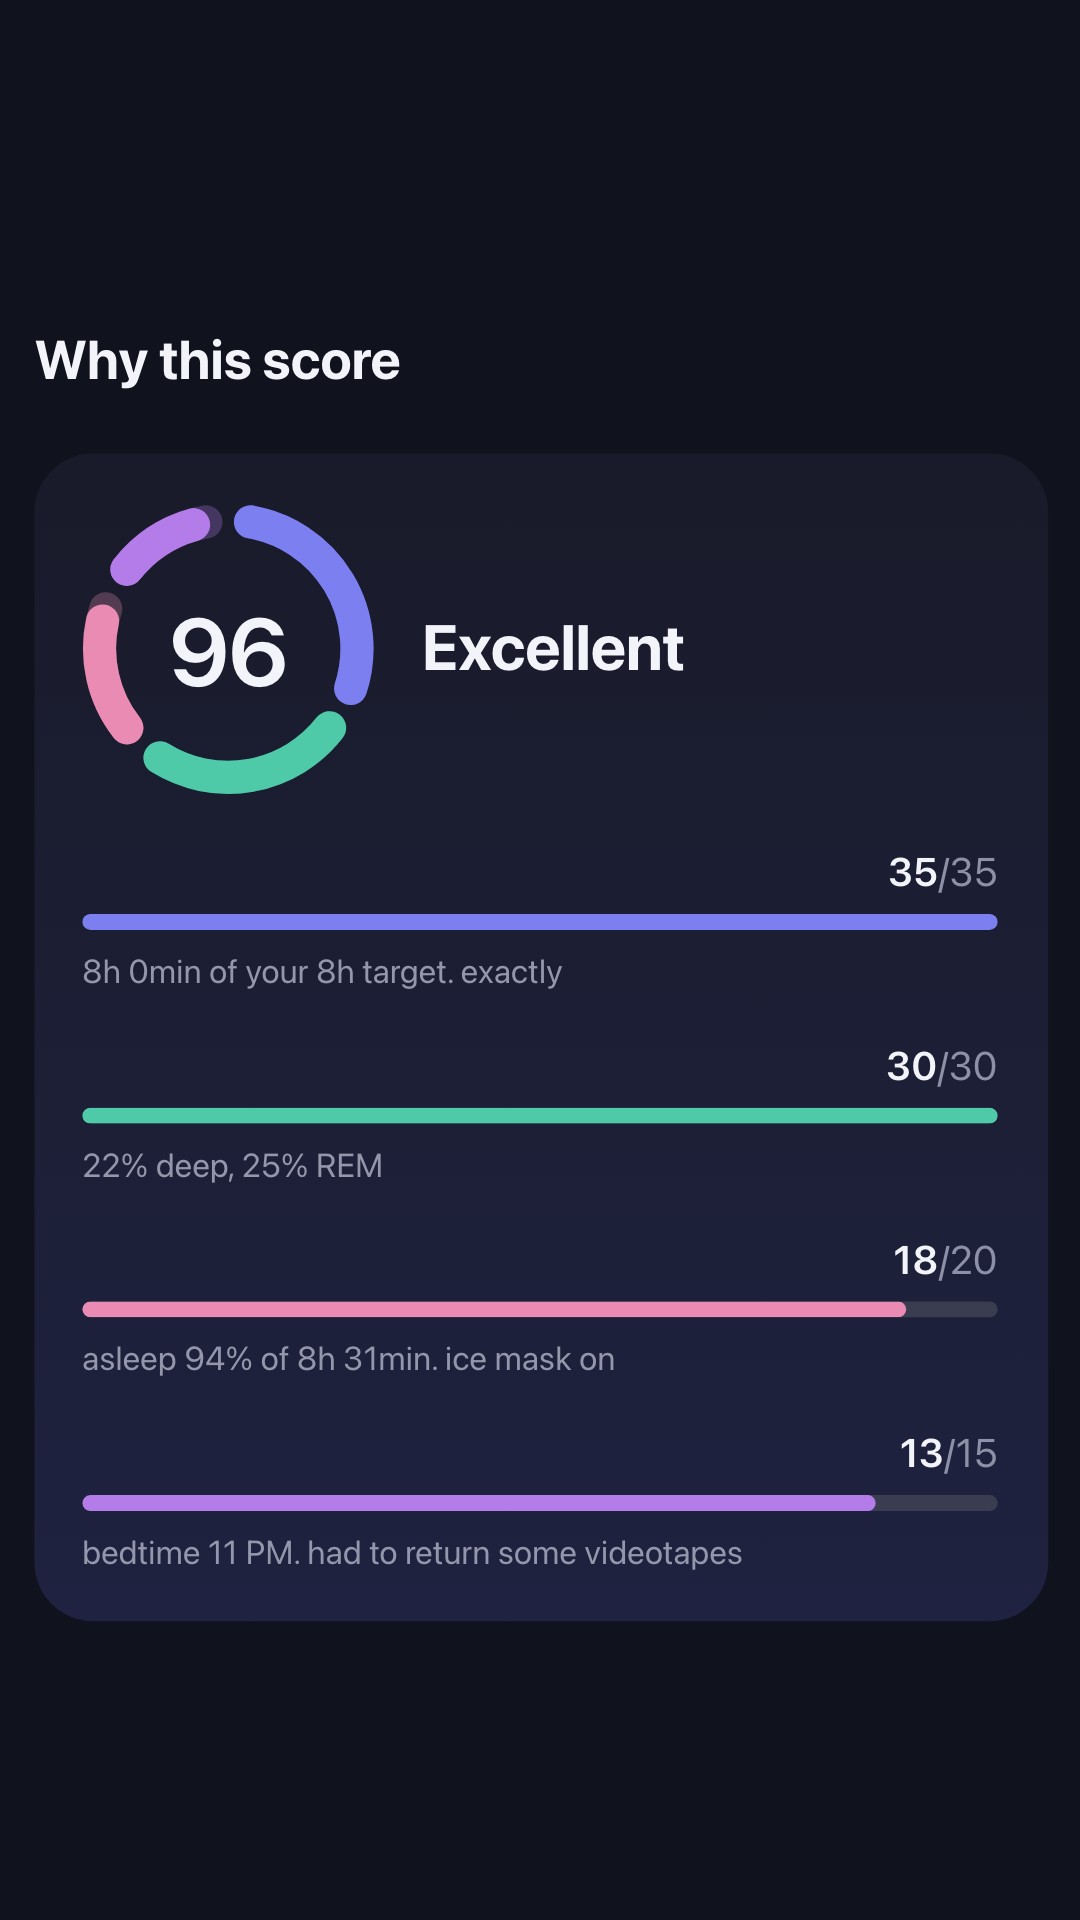 Why this score
96
Excellent
35/35
8h 0min of your 8h target. exactly
30/30
22% deep, 25% REM
18/20
asleep 94% of 8h 31min. ice mask on
13/15
bedtime 11 PM. had to return some videotapes